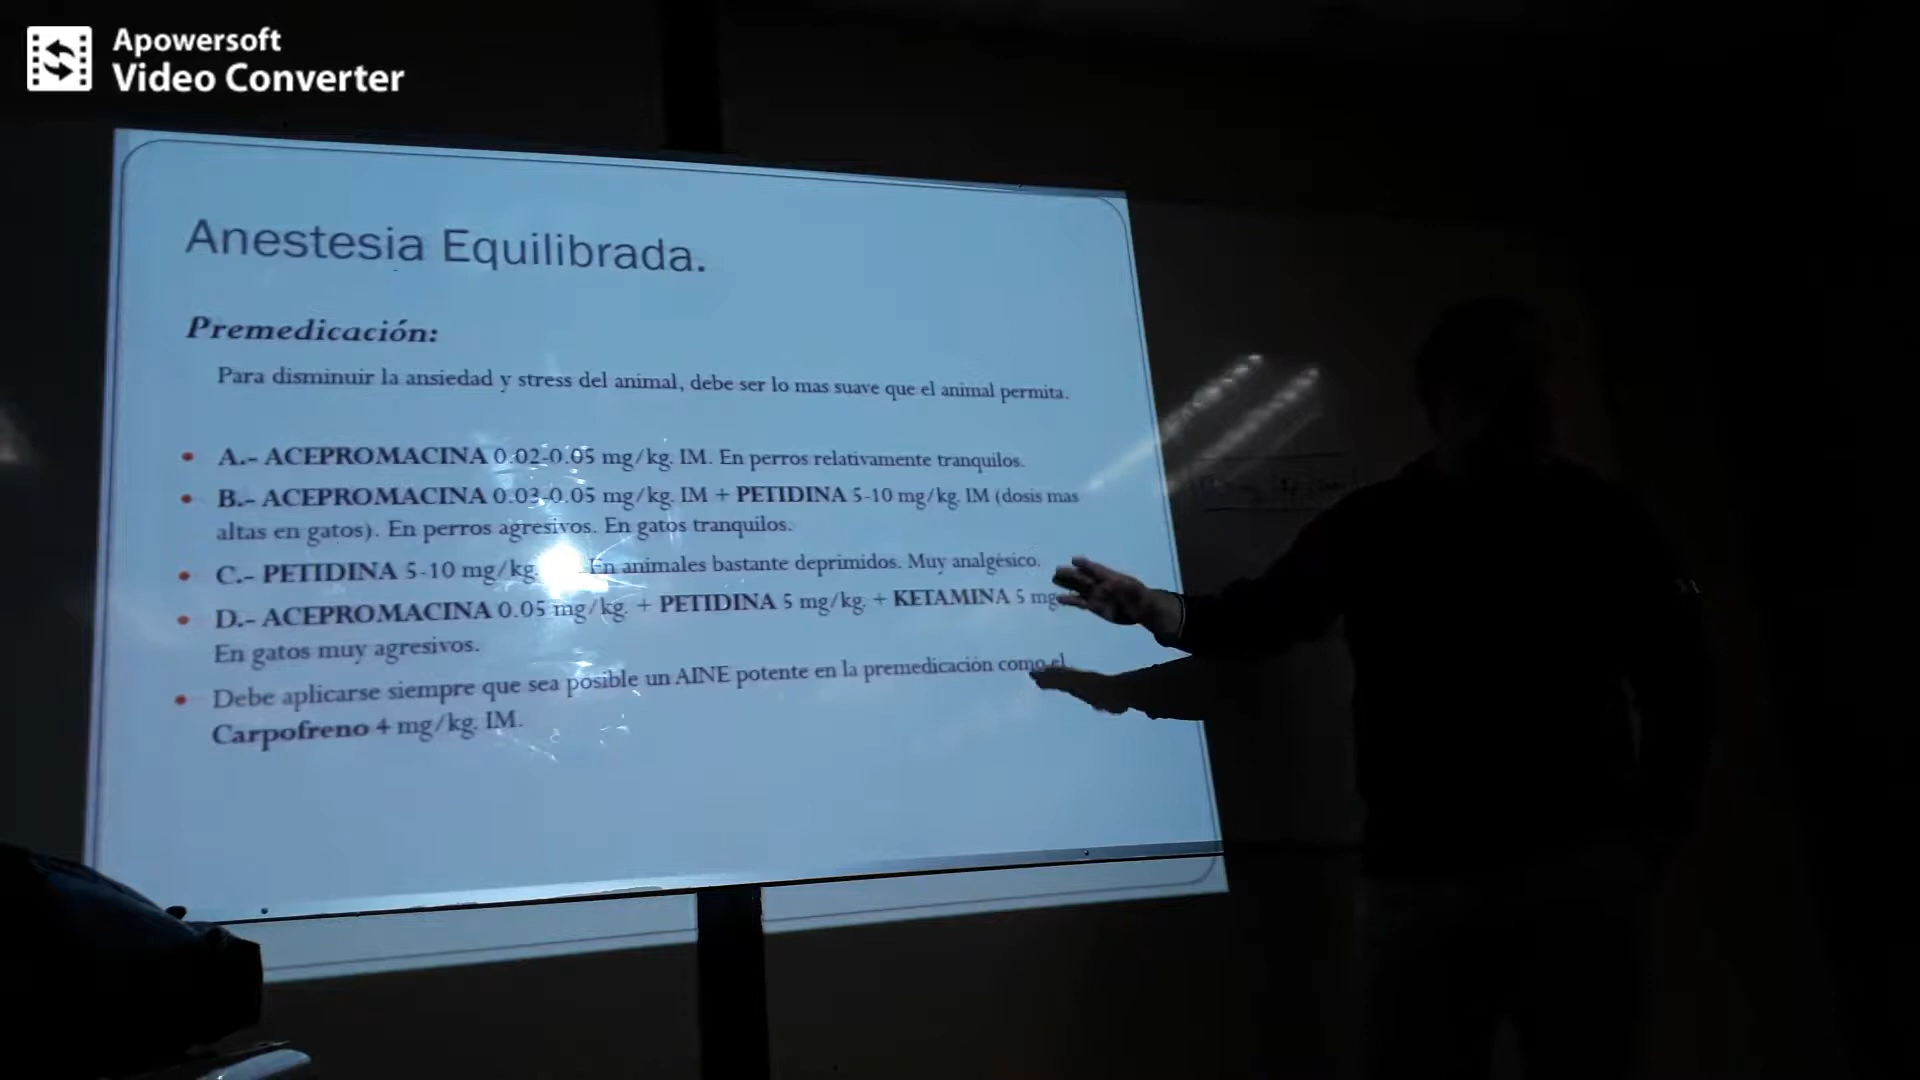 Apowersoft
Video Converter
Anestesia Equilibrada.
Premedicación:
Para disminuir la ansiedad y stress del animal, debe ser lo mas suave que el animal permita.
A.- ACEPROMACINA 0.02-0.05 mg/kg. IM. En perros relativamente tranquilos.
B.- ACEPROMACINA 0.03-0.05 mg/kg. IM + PETIDINA 5-10 mg/kg. IM (dosis mas
altas en gatos). En perros agresivos. En gatos tranquilos.
C.- PETIDINA 5-10 mg/kg. En animales bastante deprimidos. Muy analgésico.
D.- ACEPROMACINA 0.05 mg/kg. + PETIDINA 5 mg/kg. + KETAMINA 5 mg
En gatos muy agresivos.
Debe aplicarse siempre que sea posible un AINE potente en la premedicación como el
Carpofreno 4 mg/kg. IM.